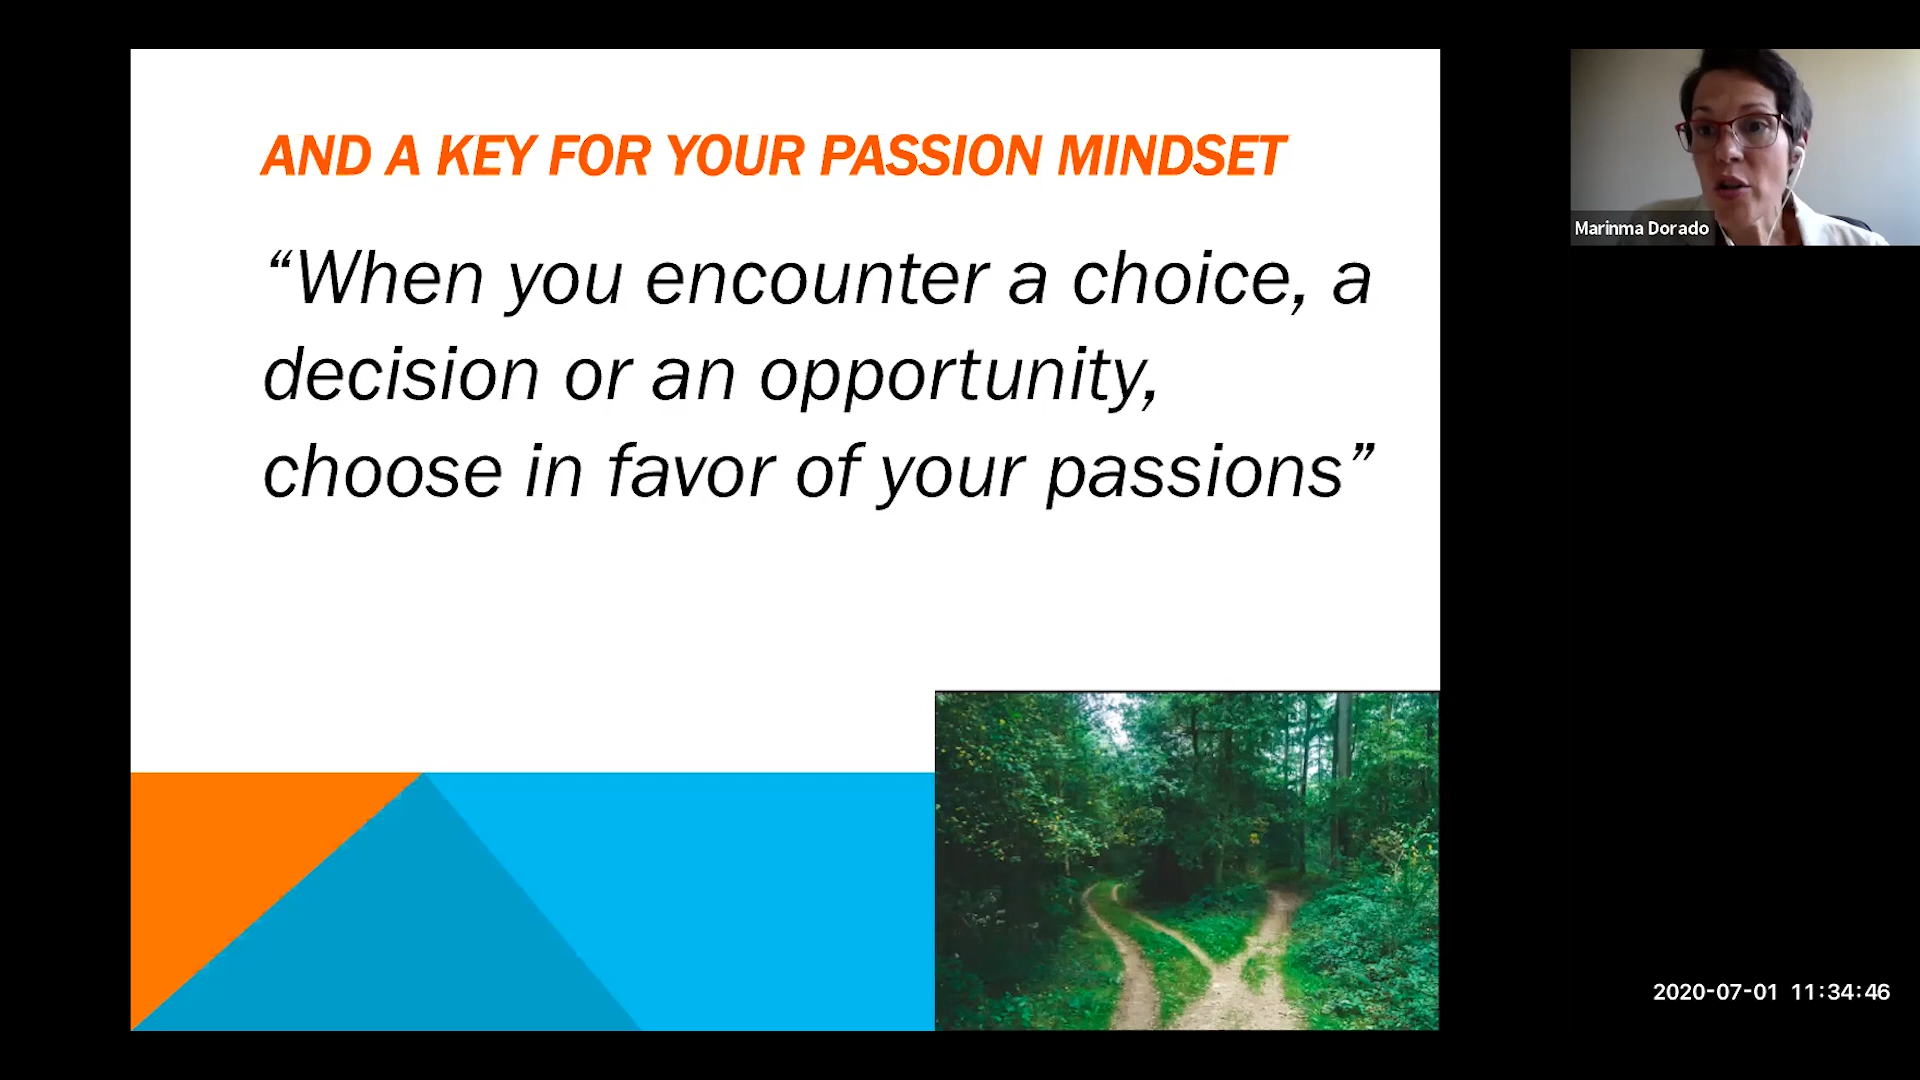 AND A KEY FOR YOUR PASSION MINDSET
“When you encounter a choice, a
decision or an opportunity,
choose in favor of your passions”
Marinma Dorado
2020-07-01 11:34:46